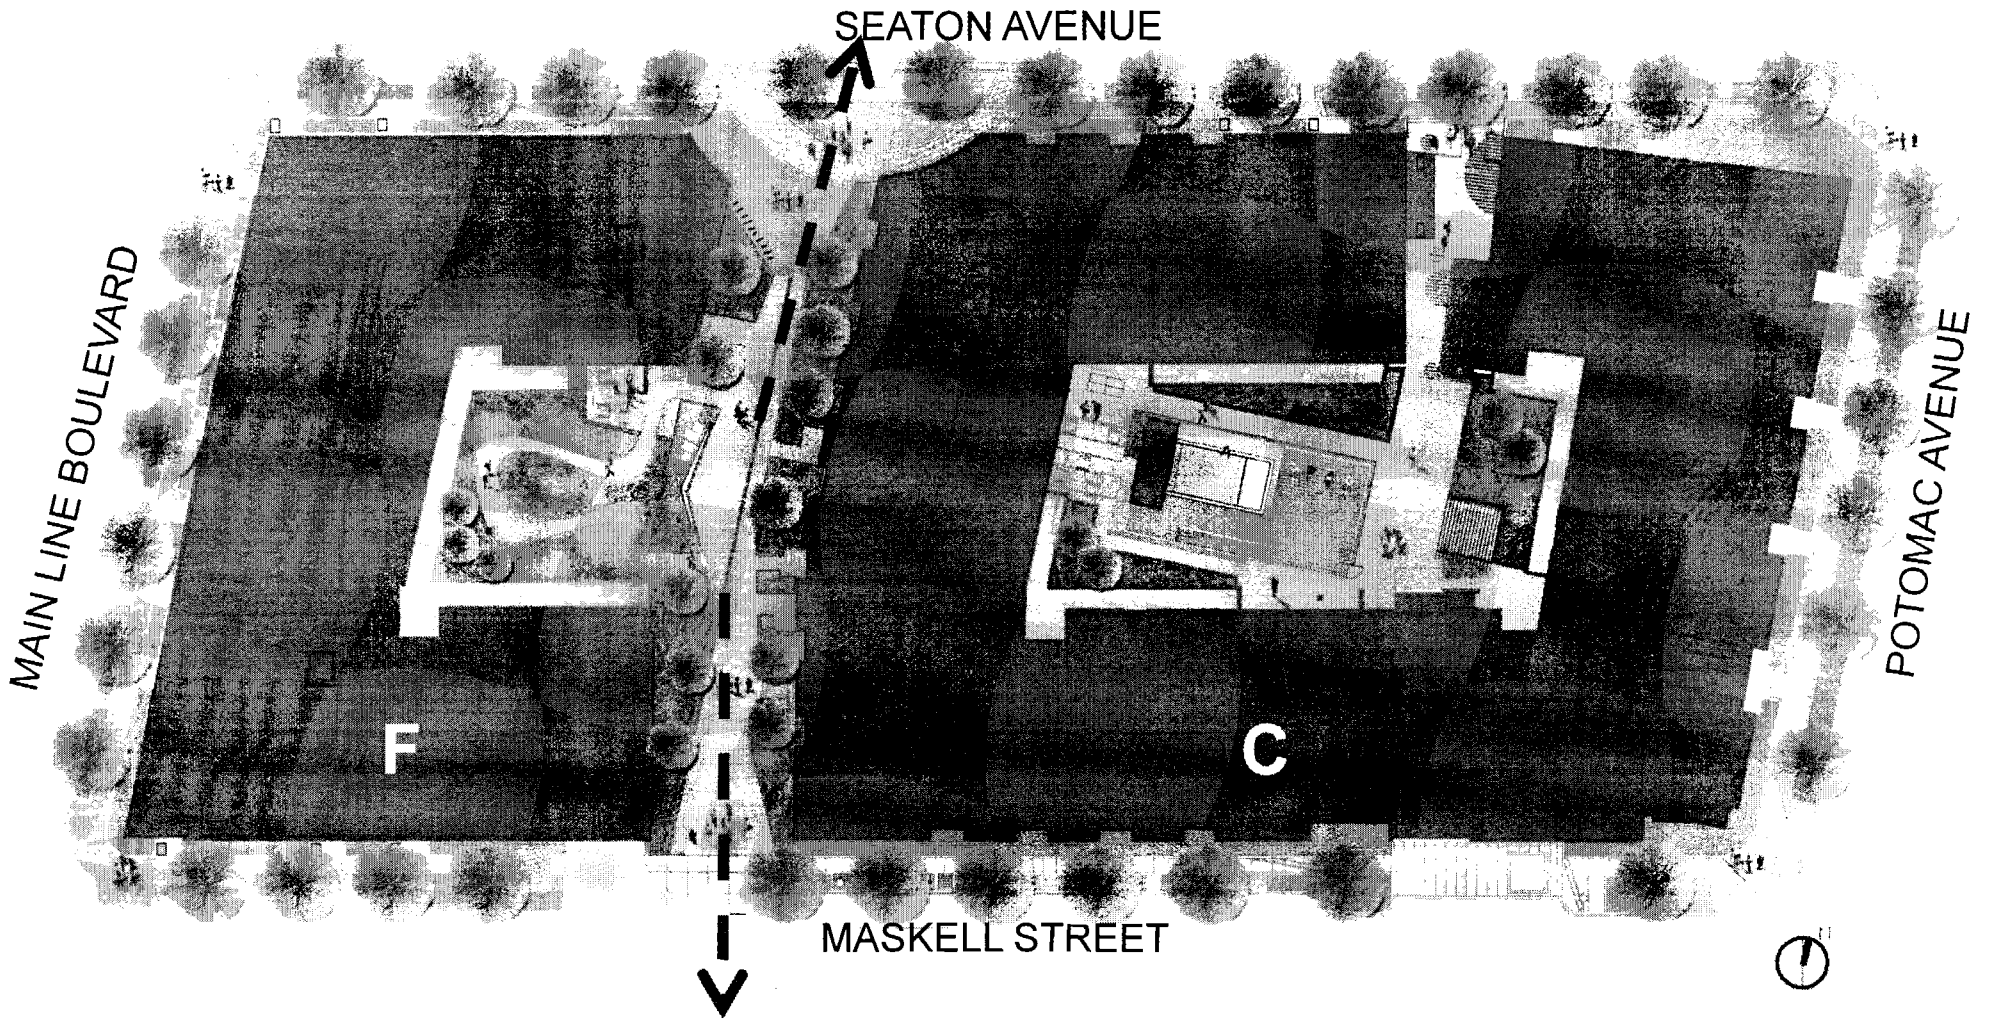 SEATON AVENUE
MAIN LINE BOULEVARD
POTOMAC AVENUE
F
C
MASKELL STREET